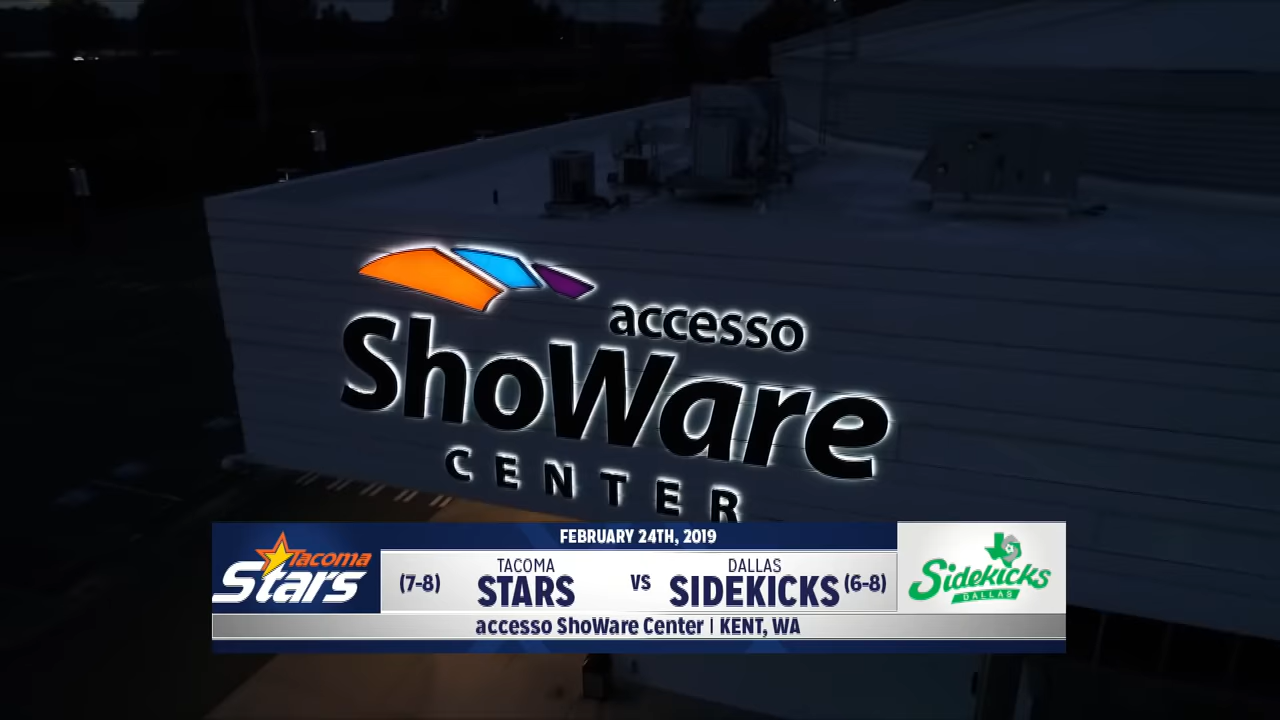 accesso
ShoWare
CENTER
FEBRUARY 24TH, 2019
Tacoma
Stars
(7-8)
TACOMA
STARS
VS
DALLAS
SIDEKICKS
(6-8)
Sidekicks
DALLAS
accesso ShoWare Center | KENT, WA